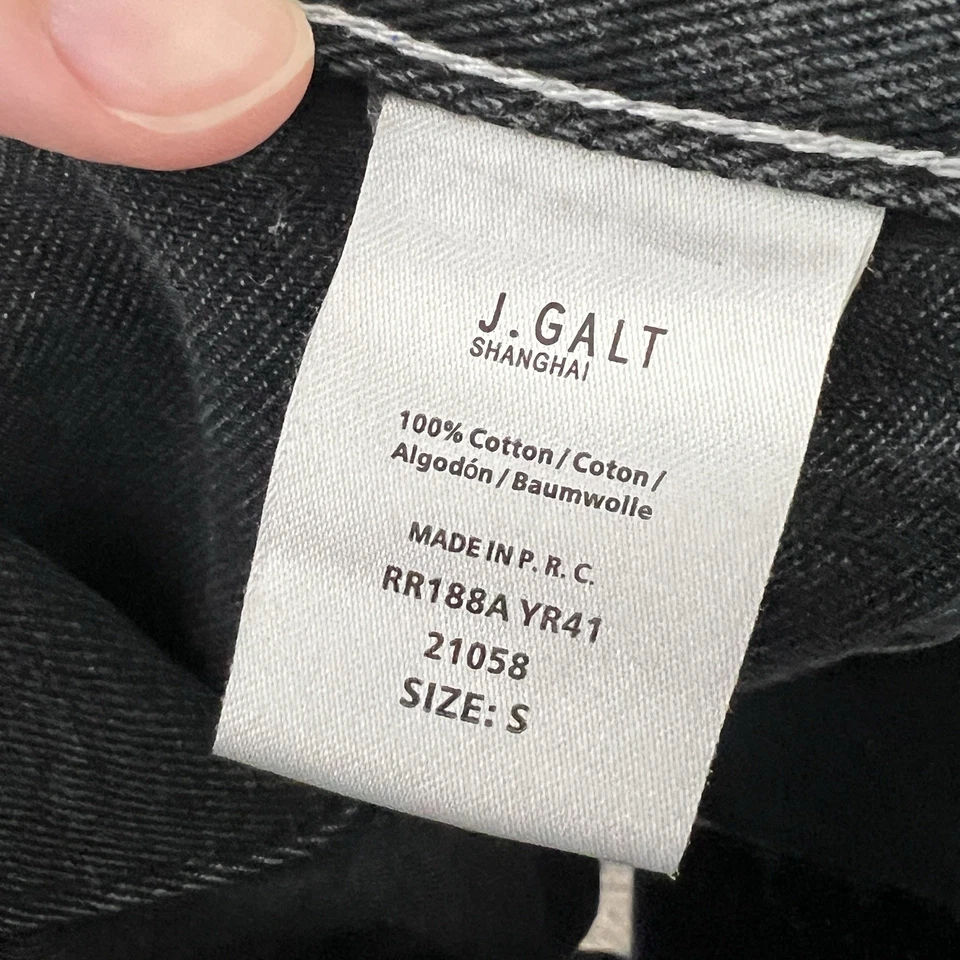 J.GALT
SHANGHAI
100% Cotton / Coton /
Algodón / Baumwolle
MADE IN P. R. C.
RR188A YR41
21058
SIZE: S